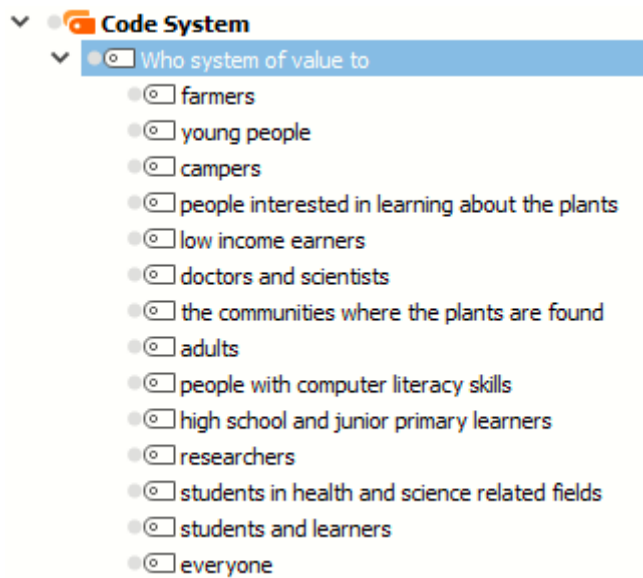 Code System
Who system of value to
farmers
young people
campers
people interested in learning about the plants
low income earners
doctors and scientists
the communities where the plants are found
adults
people with computer literacy skills
high school and junior primary learners
researchers
students in health and science related fields
students and learners
everyone